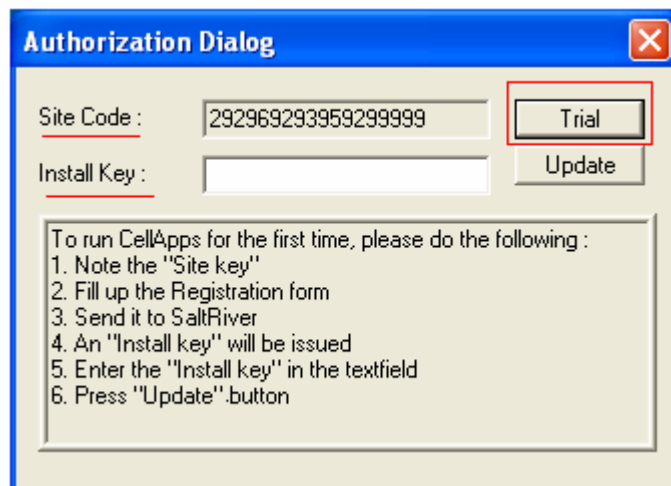 Authorization Dialog
Site Code : 292969293959299999 Trial
Install Key : Update
To run CellApps for the first time, please do the following :
1. Note the "Site key"
2. Fill up the Registration form
3. Send it to SaltRiver
4. An "Install key" will be issued
5. Enter the "Install key" in the textfield
6. Press "Update".button